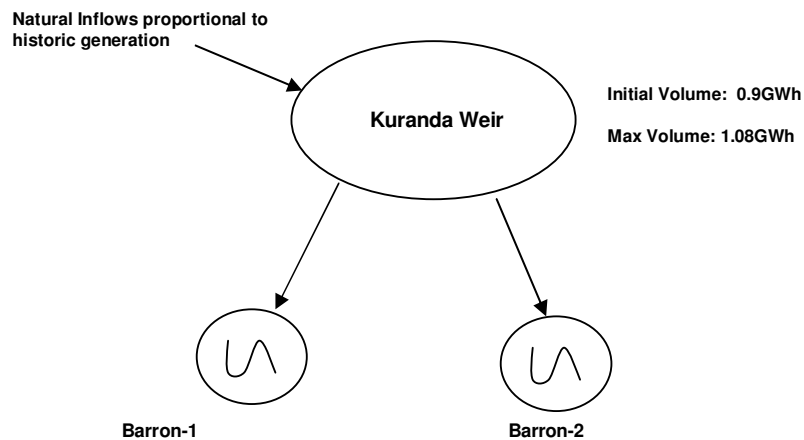 Natural Inflows proportional to
historic generation
Kuranda Weir
Initial Volume: 0.9GWh
Max Volume: 1.08GWh
Barron-1
Barron-2